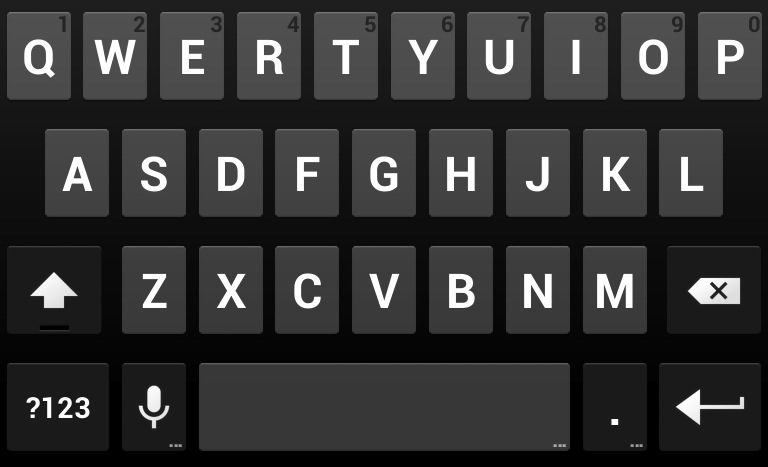 1 2 3 4 5 6 7 8 9 0
Q W E R T Y U I O P
A S D F G H J K L
Z X C V B N M
?123 .